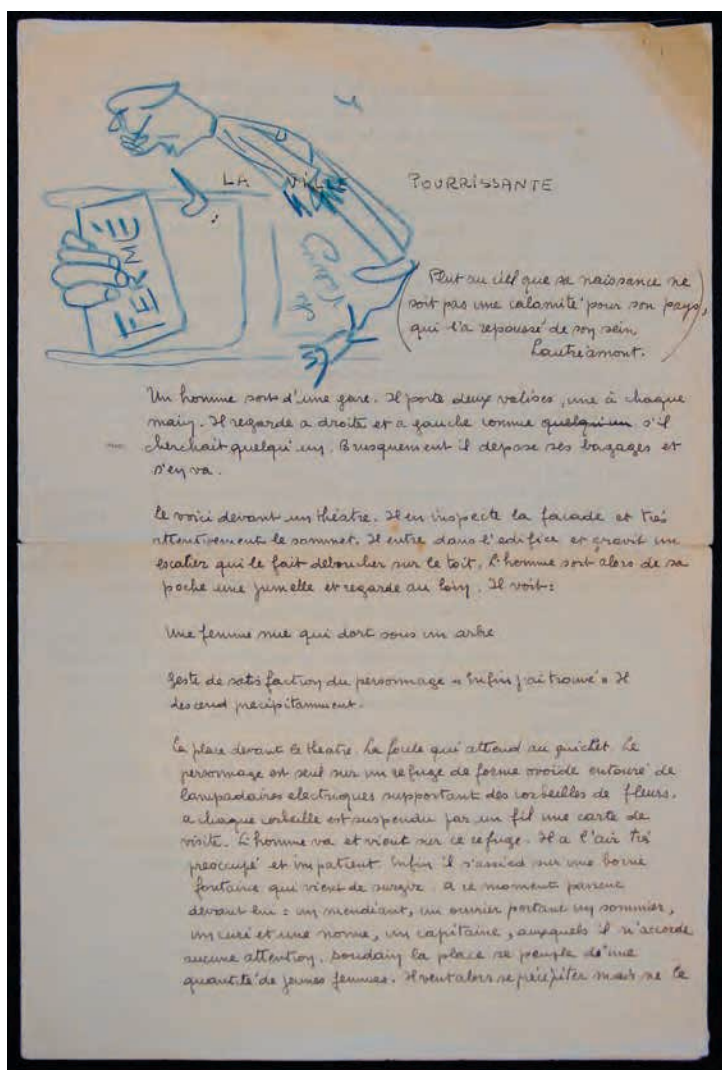 LA VILLE POURRISSANTE
FERMÉ
(Plut au ciel que sa naissance ne
soit pas une calamité pour son pays,
qui l'a repoussé de son sein
Lautréamont.)
Un homme sort d'une gare. Il porte deux valises, une à chaque
main. Il regarde a droite et a gauche comme quelqu'un s'il
cherchait quelqu'un. Brusquement il depose ses bagages et
s'en va.
Le voici devant un théatre. Il en inspecte la facade et très
attentivement le sommet. Il entre dans l'edifice et gravit un
escalier qui le fait deboucher sur le toit. L'homme sort alors de sa
poche une jumelle et regarde au loin. Il voit :
Une femme nue qui dort sous un arbre
Geste de satisfaction du personnage « Enfin j'ai trouvé » Il
descend precipitamment.
La place devant le theatre. La foule qui attend au guichet. Le
personnage est seul sur un refuge de forme ovoide entouré de
lampadaires electriques supportant des corbeilles de fleurs.
a chaque corbeille est suspendu par un fil une carte de
visite. L'homme va et vient sur ce refuge. Il a l'air très
preoccupé et impatient. Enfin il s'assied sur une borne
fontaine qui vient de surgir. a ce moment passent
devant lui : un mendiant, un ouvrier portant un sommier,
un curé et une nonne, un capitaine, auxquels il n'accorde
aucune attention. Soudain la place se peuple d'une
quantité de jeunes femmes. Il veut alors se précipiter mais ne le